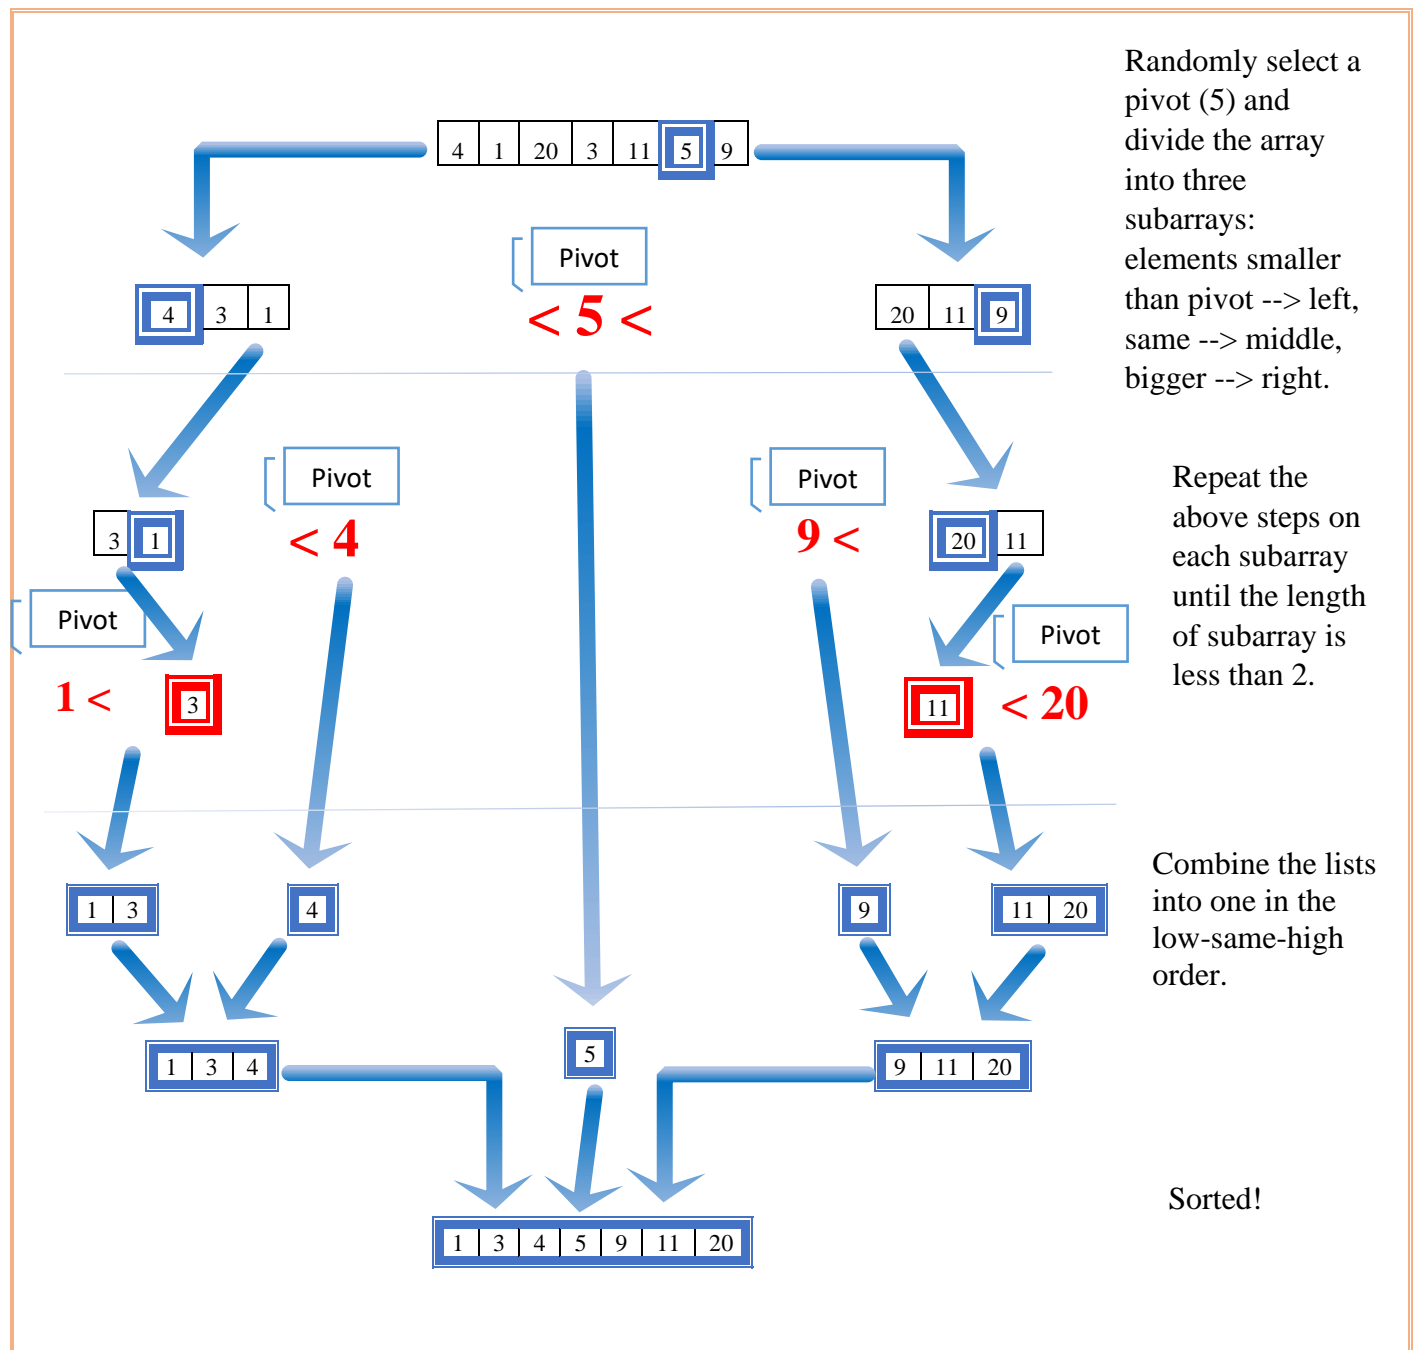 Randomly select a
pivot (5) and
divide the array
into three
subarrays:
elements smaller
than pivot --> left,
same --> middle,
bigger --> right.
4 1 20 3 11 5 9
Pivot
< 5 <
4 3 1
20 11 9
Repeat the
above steps on
each subarray
until the length
of subarray is
less than 2.
Pivot
Pivot
3 1
< 4
9 <
20 11
Pivot
Pivot
1 <
3
11
< 20
Combine the lists
into one in the
low-same-high
order.
1 3
4
9
11 20
1 3 4
5
9 11 20
Sorted!
1 3 4 5 9 11 20